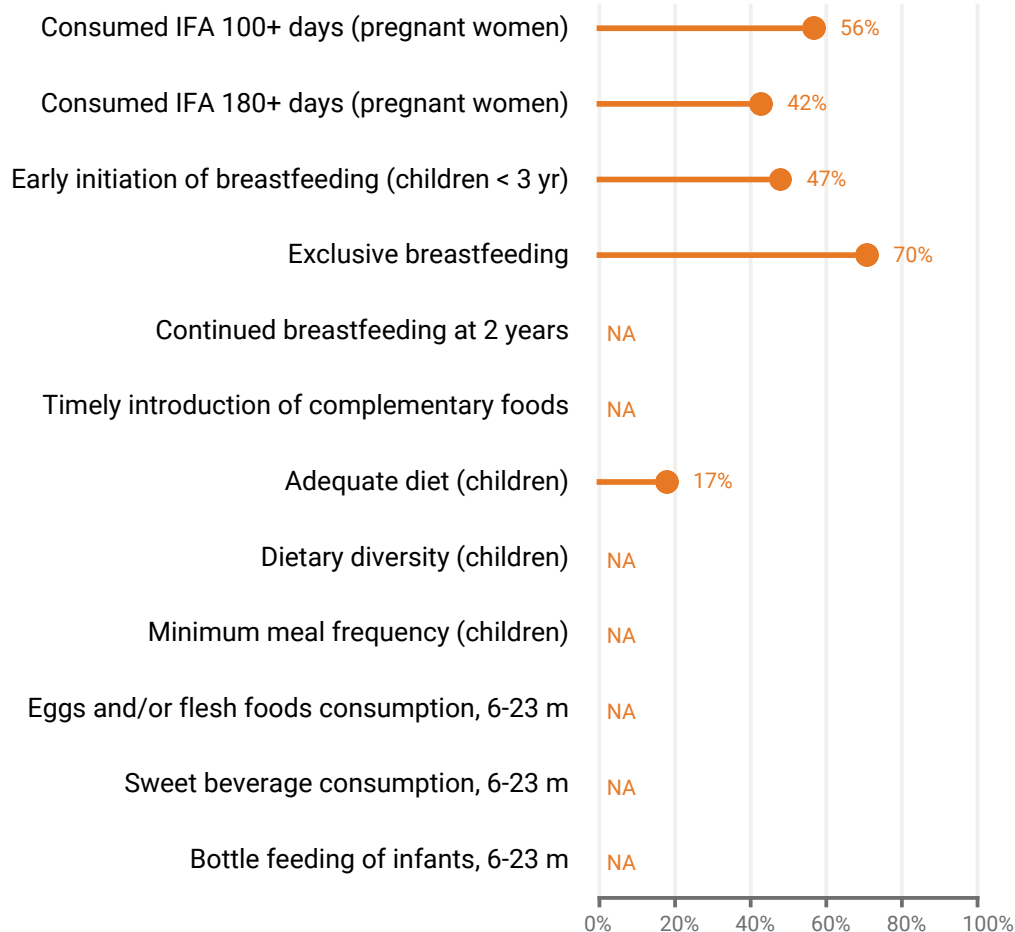 Consumed IFA 100+ days (pregnant women) 56%
Consumed IFA 180+ days (pregnant women) 42%
Early initiation of breastfeeding (children < 3 yr) 47%
Exclusive breastfeeding 70%
Continued breastfeeding at 2 years NA
Timely introduction of complementary foods NA
Adequate diet (children) 17%
Dietary diversity (children) NA
Minimum meal frequency (children) NA
Eggs and/or flesh foods consumption, 6-23 m NA
Sweet beverage consumption, 6-23 m NA
Bottle feeding of infants, 6-23 m NA
0% 20% 40% 60% 80% 100%